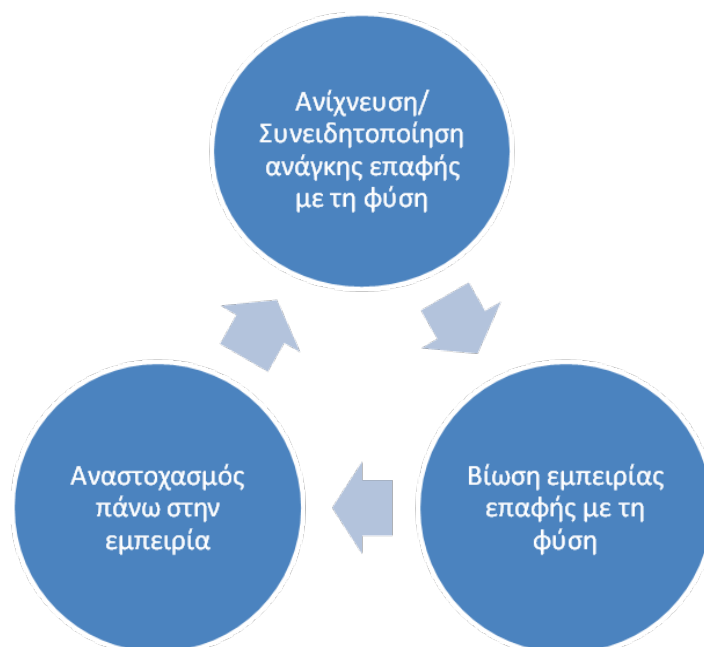 Ανίχνευση/
Συνειδητοποίηση
ανάγκης επαφής
με τη φύση
Βίωση εμπειρίας
επαφής με τη
φύση
Αναστοχασμός
πάνω στην
εμπειρία